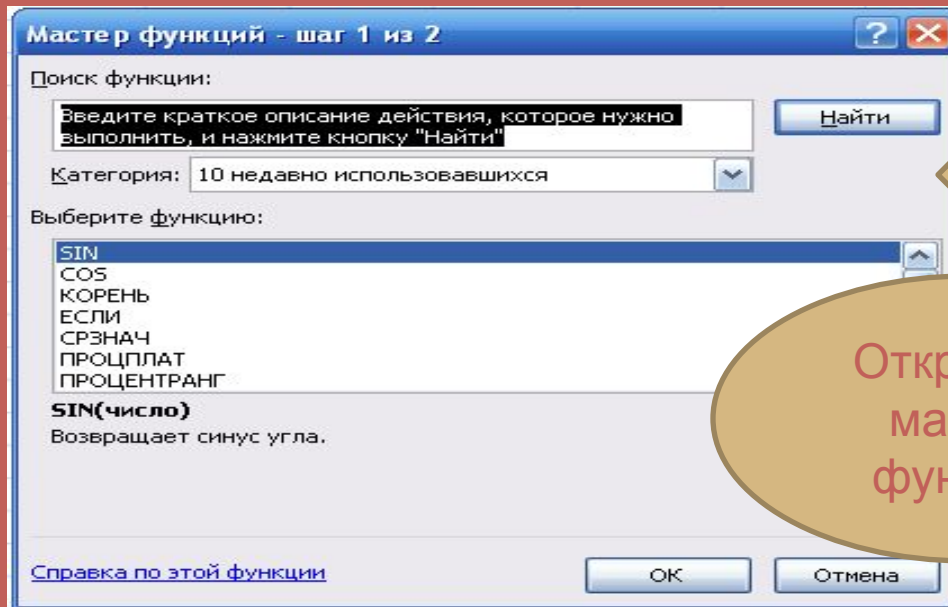 Мастер функций - шаг 1 из 2
Поиск функции:
Введите краткое описание действия, которое нужно
выполнить, и нажмите кнопку "Найти"
Найти
Категория: 10 недавно использовавшихся
Выберите функцию:
SIN
COS
КОРЕНЬ
ЕСЛИ
СРЗНАЧ
ПРОЦПЛАТ
ПРОЦЕНТРАНГ
SIN(число)
Возвращает синус угла.
Справка по этой функции
ОК
Отмена